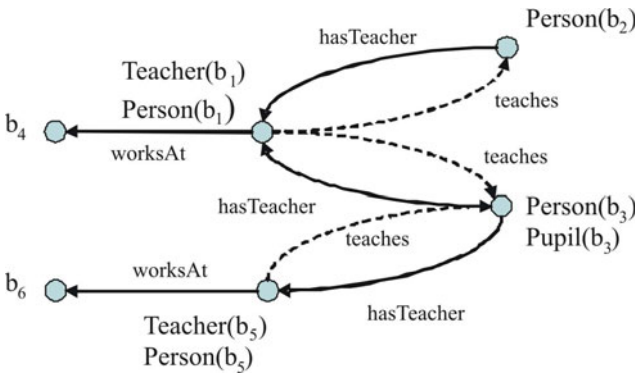 Person(b₂)
hasTeacher
Teacher(b₁)
Person(b₁)
teaches
b₄
worksAt
teaches
hasTeacher
Person(b₃)
Pupil(b₃)
teaches
worksAt
b₆
hasTeacher
Teacher(b₅)
Person(b₅)